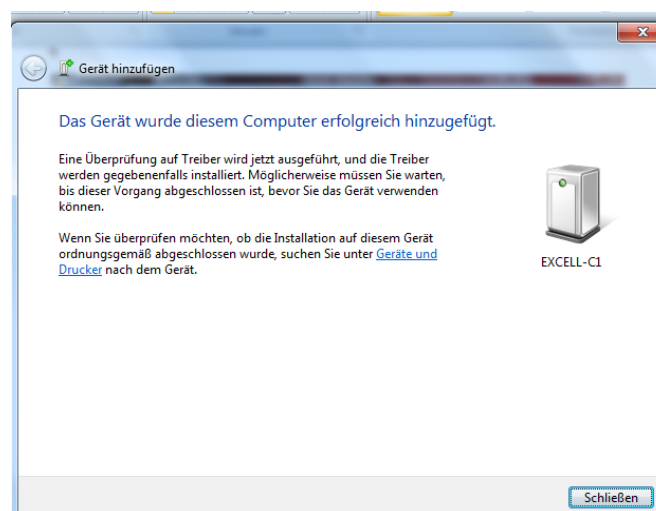 Gerät hinzufügen
Das Gerät wurde diesem Computer erfolgreich hinzugefügt.
Eine Überprüfung auf Treiber wird jetzt ausgeführt, und die Treiber
werden gegebenenfalls installiert. Möglicherweise müssen Sie warten,
bis dieser Vorgang abgeschlossen ist, bevor Sie das Gerät verwenden
können.
Wenn Sie überprüfen möchten, ob die Installation auf diesem Gerät
ordnungsgemäß abgeschlossen wurde, suchen Sie unter Geräte und
Drucker nach dem Gerät.
EXCELL-C1
Schließen